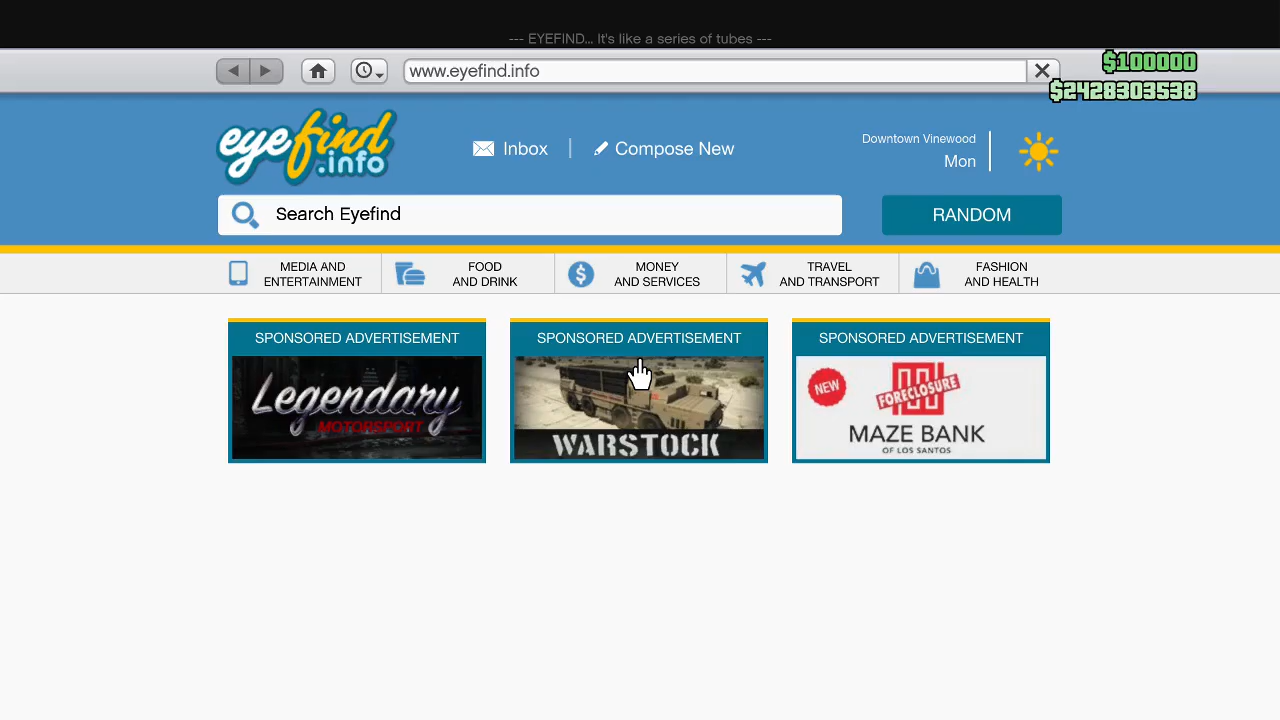 --- EYEFIND... It's like a series of tubes ---
www.eyefind.info
$100000
$2428303538
eyefind
.info
Inbox
Compose New
Downtown Vinewood
Mon
Search Eyefind
RANDOM
MEDIA AND
ENTERTAINMENT
FOOD
AND DRINK
MONEY
AND SERVICES
TRAVEL
AND TRANSPORT
FASHION
AND HEALTH
SPONSORED ADVERTISEMENT
Legendary
MOTORSPORT
SPONSORED ADVERTISEMENT
WARSTOCK
SPONSORED ADVERTISEMENT
NEW
FORECLOSURE
MAZE BANK
OF LOS SANTOS